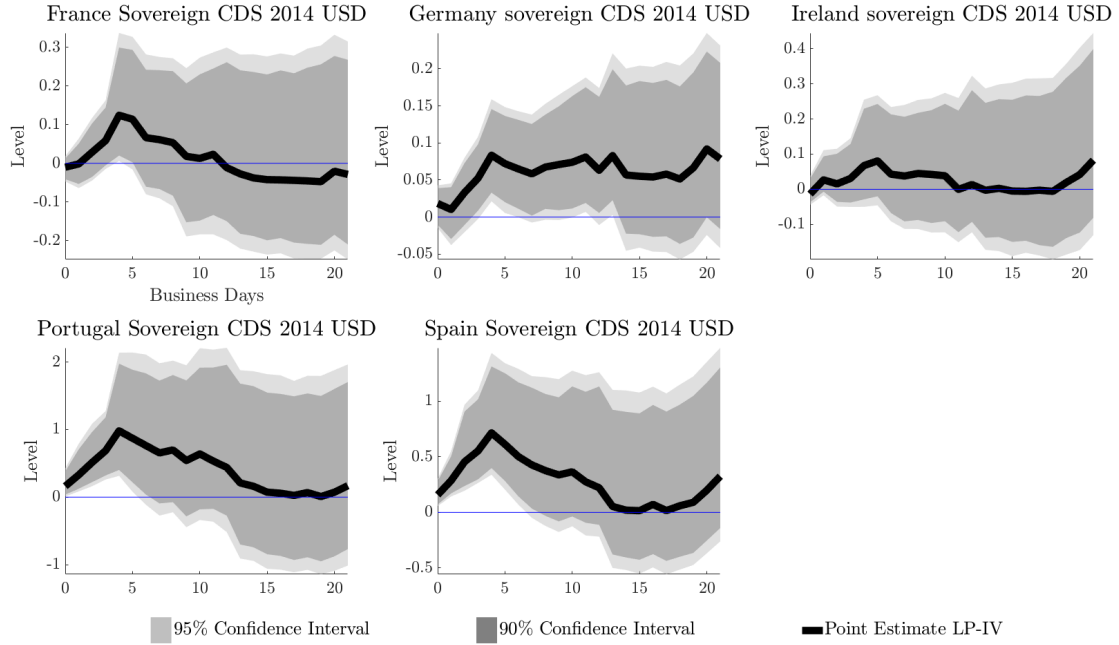 France Sovereign CDS 2014 USD
Level
0.3
0.2
0.1
0
-0.1
-0.2
0 5 10 15 20
Business Days
Germany sovereign CDS 2014 USD
Level
0.2
0.15
0.1
0.05
0
-0.05
0 5 10 15 20
Ireland sovereign CDS 2014 USD
Level
0.4
0.3
0.2
0.1
0
-0.1
0 5 10 15 20
Portugal Sovereign CDS 2014 USD
Level
2
1
0
-1
0 5 10 15 20
Spain Sovereign CDS 2014 USD
Level
1
0.5
0
-0.5
0 5 10 15 20
95% Confidence Interval
90% Confidence Interval
Point Estimate LP-IV